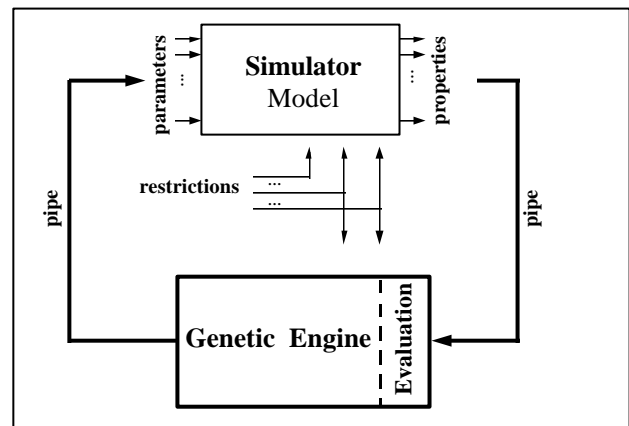 parameters
...
Simulator
Model
...
properties
restrictions
...
...
pipe
pipe
Genetic Engine
Evaluation